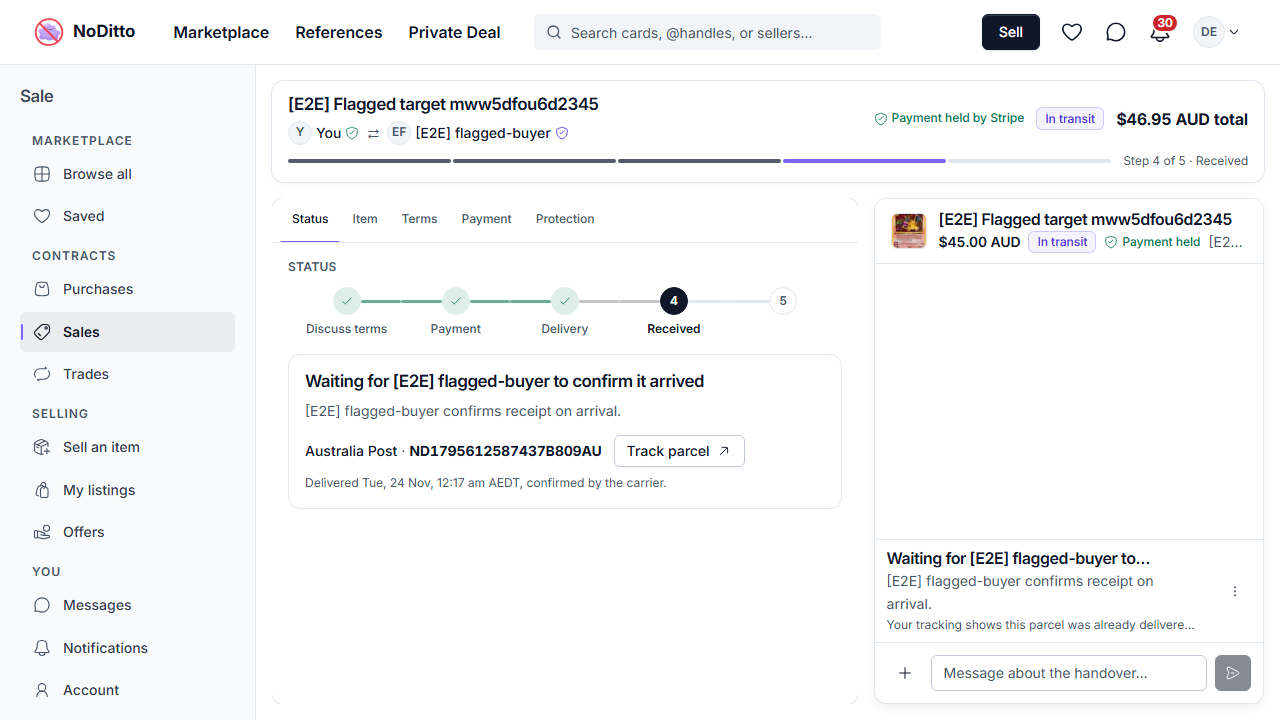 NoDitto
Marketplace
References
Private Deal
Search cards, @handles, or sellers...
Sell
30
DE
Sale
MARKETPLACE
Browse all
Saved
CONTRACTS
Purchases
Sales
Trades
SELLING
Sell an item
My listings
Offers
YOU
Messages
Notifications
Account
[E2E] Flagged target mww5dfou6d2345
Y You EF [E2E] flagged-buyer
Payment held by Stripe
In transit
$46.95 AUD total
Step 4 of 5 · Received
Status
Item
Terms
Payment
Protection
STATUS
4
5
Discuss terms
Payment
Delivery
Received
Waiting for [E2E] flagged-buyer to confirm it arrived
[E2E] flagged-buyer confirms receipt on arrival.
Australia Post · ND1795612587437B809AU
Track parcel
Delivered Tue, 24 Nov, 12:17 am AEDT, confirmed by the carrier.
[E2E] Flagged target mww5dfou6d2345
$45.00 AUD In transit Payment held [E2...
Waiting for [E2E] flagged-buyer to...
[E2E] flagged-buyer confirms receipt on
arrival.
Your tracking shows this parcel was already delivere...
Message about the handover...